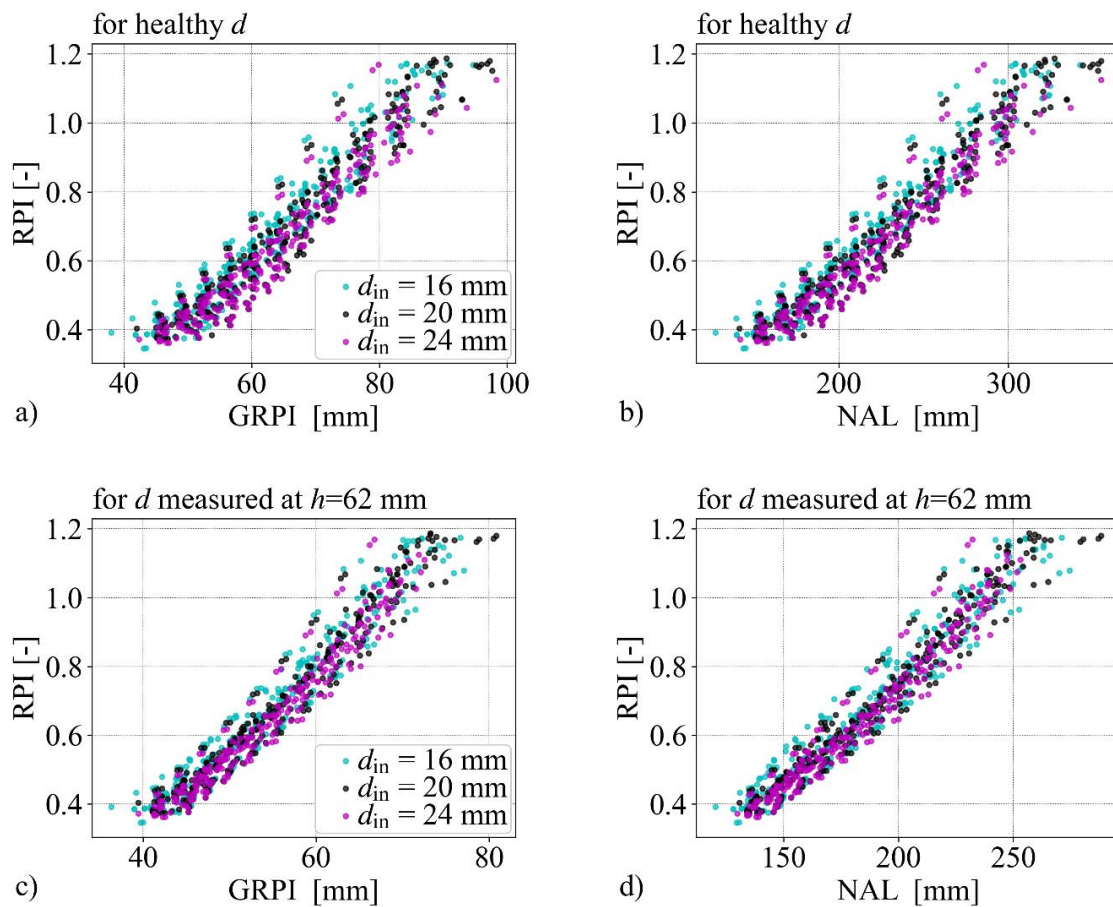 for healthy d
1.2
1.0
0.8
0.6
0.4
RPI [-]
d_in = 16 mm
d_in = 20 mm
d_in = 24 mm
40 60 80 100
a) GRPI [mm]
for healthy d
1.2
1.0
0.8
0.6
0.4
RPI [-]
200 300
b) NAL [mm]
for d measured at h=62 mm
1.2
1.0
0.8
0.6
0.4
RPI [-]
d_in = 16 mm
d_in = 20 mm
d_in = 24 mm
40 60 80
c) GRPI [mm]
for d measured at h=62 mm
1.2
1.0
0.8
0.6
0.4
RPI [-]
150 200 250
d) NAL [mm]